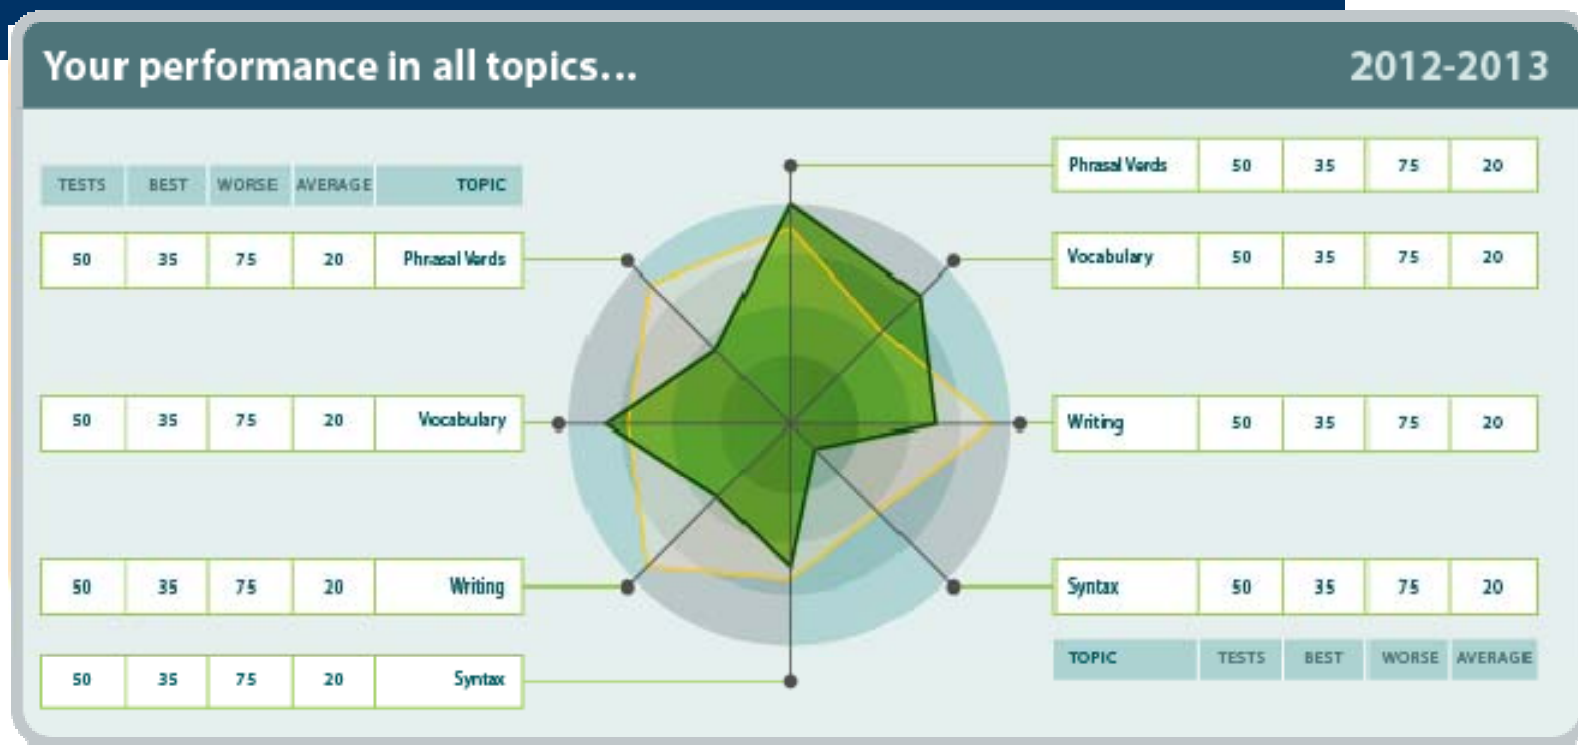 Your performance in all topics... 2012-2013
TESTS BEST WORSE AVERAGE TOPIC
50 35 75 20 Phrasal Verds
50 35 75 20 Vocabulary
50 35 75 20 Writing
50 35 75 20 Syntax
Phrasal Verds 50 35 75 20
Vocabulary 50 35 75 20
Writing 50 35 75 20
Syntax 50 35 75 20
TOPIC TESTS BEST WORSE AVERAGE